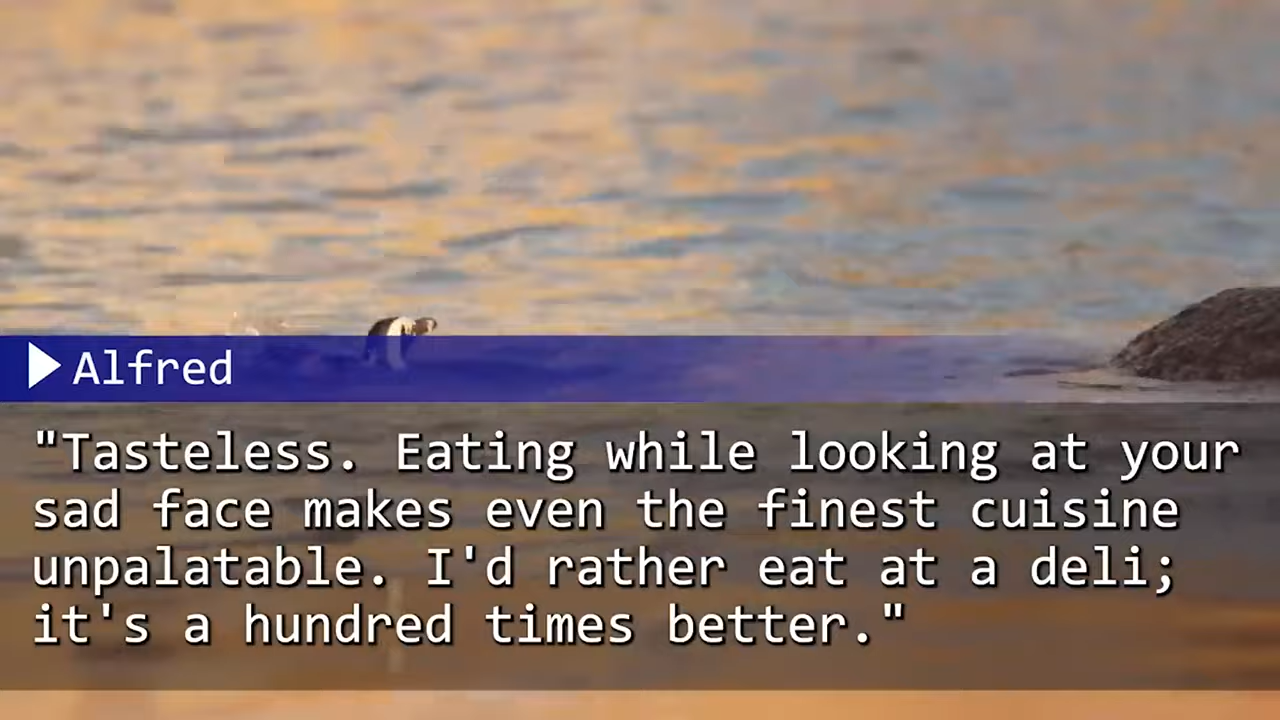 Alfred
"Tasteless. Eating while looking at your
sad face makes even the finest cuisine
unpalatable. I'd rather eat at a deli;
it's a hundred times better."